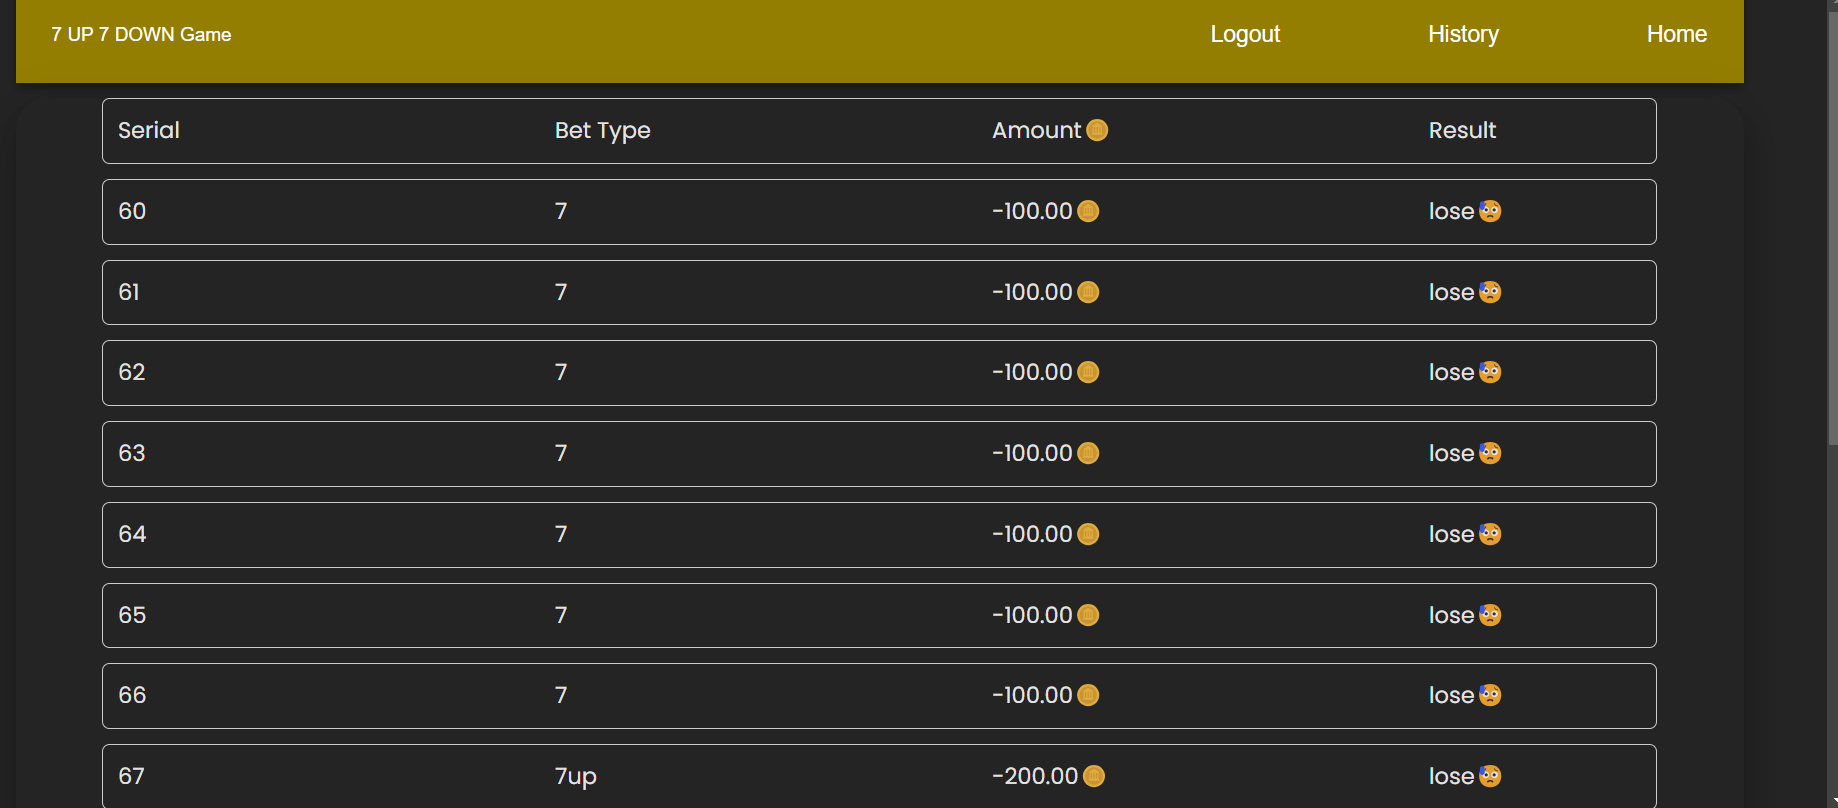 7 UP 7 DOWN Game Logout History Home
Serial Bet Type Amount Result
60 7 -100.00 lose
61 7 -100.00 lose
62 7 -100.00 lose
63 7 -100.00 lose
64 7 -100.00 lose
65 7 -100.00 lose
66 7 -100.00 lose
67 7up -200.00 lose